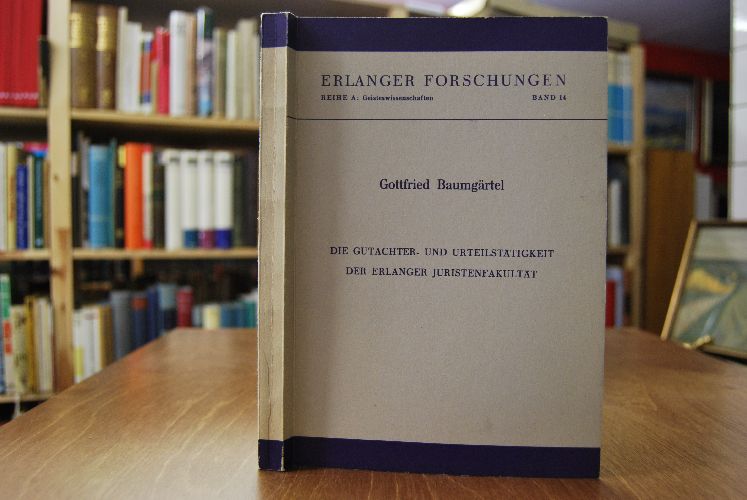 ERLANGER FORSCHUNGEN
REIHE A: Geisteswissenschaften BAND 14
Gottfried Baumgärtel
DIE GUTACHTER- UND URTEILSTÄTIGKEIT
DER ERLANGER JURISTENFAKULTÄT